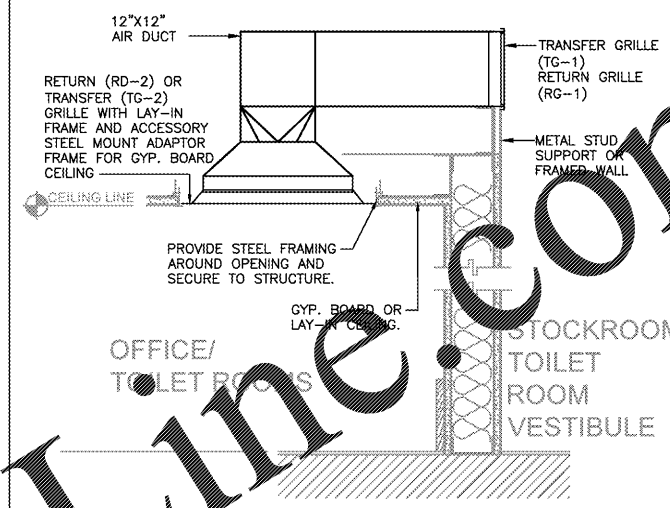 12"X12"
AIR DUCT
TRANSFER GRILLE
(TG-1)
RETURN GRILLE
(RG-1)
RETURN (RD-2) OR
TRANSFER (TG-2)
GRILLE WITH LAY-IN
FRAME AND ACCESSORY
STEEL MOUNT ADAPTOR
FRAME FOR GYP. BOARD
CEILING
METAL STUD
SUPPORT OR
FRAMED WALL
CEILING LINE
PROVIDE STEEL FRAMING
AROUND OPENING AND
SECURE TO STRUCTURE.
GYP. BOARD OR
LAY-IN CEILING.
OFFICE/
TOILET ROOMS
STOCKROOM
TOILET
ROOM
VESTIBULE
Line.com